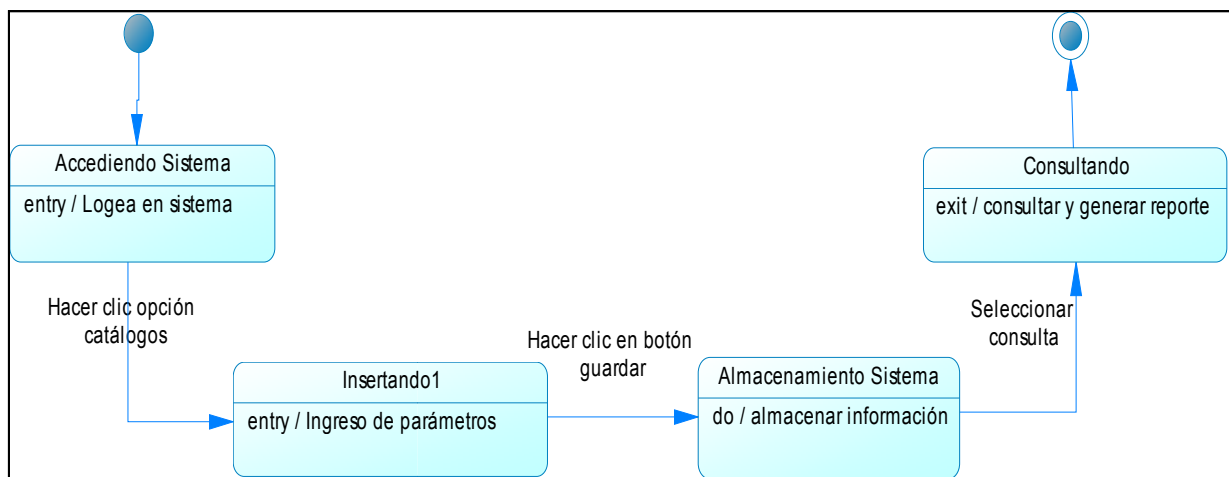 Accediendo Sistema
entry / Logea en sistema
Hacer clic opción
catálogos
Insertando1
entry / Ingreso de parámetros
Hacer clic en botón
guardar
Almacenamiento Sistema
do / almacenar información
Seleccionar
consulta
Consultando
exit / consultar y generar reporte